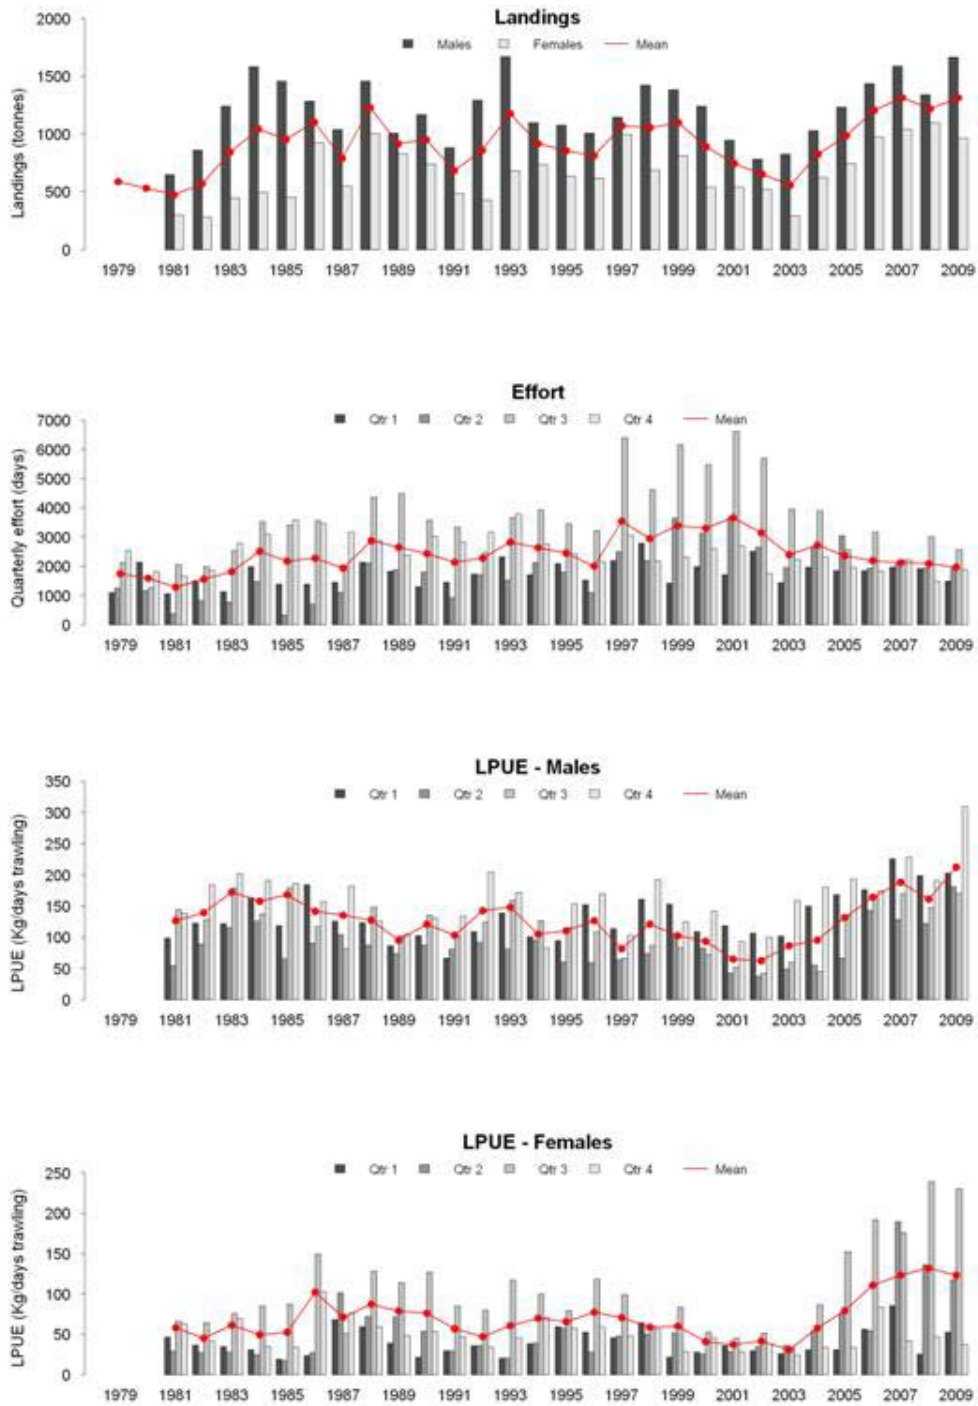 Landings
Males Females Mean
Landings (tonnes)
2000
1500
1000
500
0
1979 1981 1983 1985 1987 1989 1991 1993 1995 1997 1999 2001 2003 2005 2007 2009
Effort
Qtr 1 Qtr 2 Qtr 3 Qtr 4 Mean
Quarterly effort (days)
7000
6000
5000
4000
3000
2000
1000
0
1979 1981 1983 1985 1987 1989 1991 1993 1995 1997 1999 2001 2003 2005 2007 2009
LPUE - Males
Qtr 1 Qtr 2 Qtr 3 Qtr 4 Mean
LPUE (Kg/days trawling)
350
300
250
200
150
100
50
0
1979 1981 1983 1985 1987 1989 1991 1993 1995 1997 1999 2001 2003 2005 2007 2009
LPUE - Females
Qtr 1 Qtr 2 Qtr 3 Qtr 4 Mean
LPUE (Kg/days trawling)
250
200
150
100
50
0
1979 1981 1983 1985 1987 1989 1991 1993 1995 1997 1999 2001 2003 2005 2007 2009